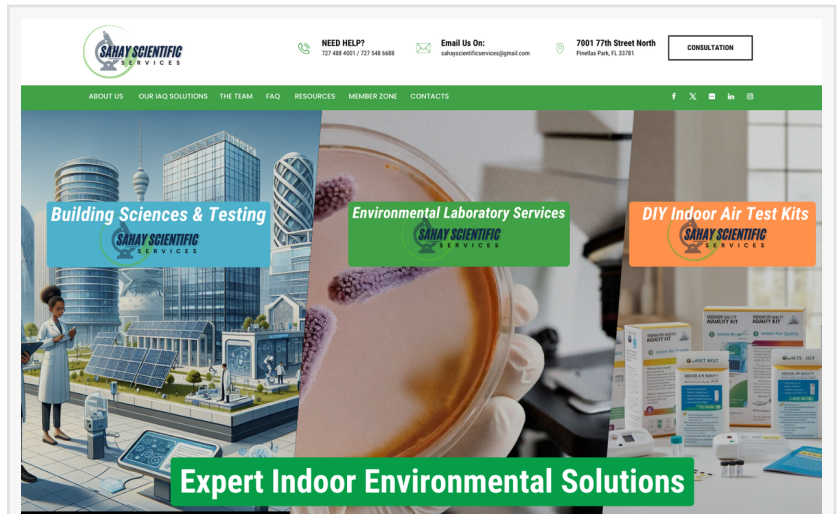 SAHAY SCIENTIFIC
SERVICES
NEED HELP?
727 488 4001 / 727 548 6688
Email Us On:
sahayscientificservices@gmail.com
7001 77th Street North
Pinellas Park, FL 33781
CONSULTATION
ABOUT US OUR IAQ SOLUTIONS THE TEAM FAQ RESOURCES MEMBER ZONE CONTACTS
Building Sciences & Testing
SAHAY SCIENTIFIC
SERVICES
Environmental Laboratory Services
SAHAY SCIENTIFIC
SERVICES
DIY Indoor Air Test Kits
SAHAY SCIENTIFIC
SERVICES
Expert Indoor Environmental Solutions